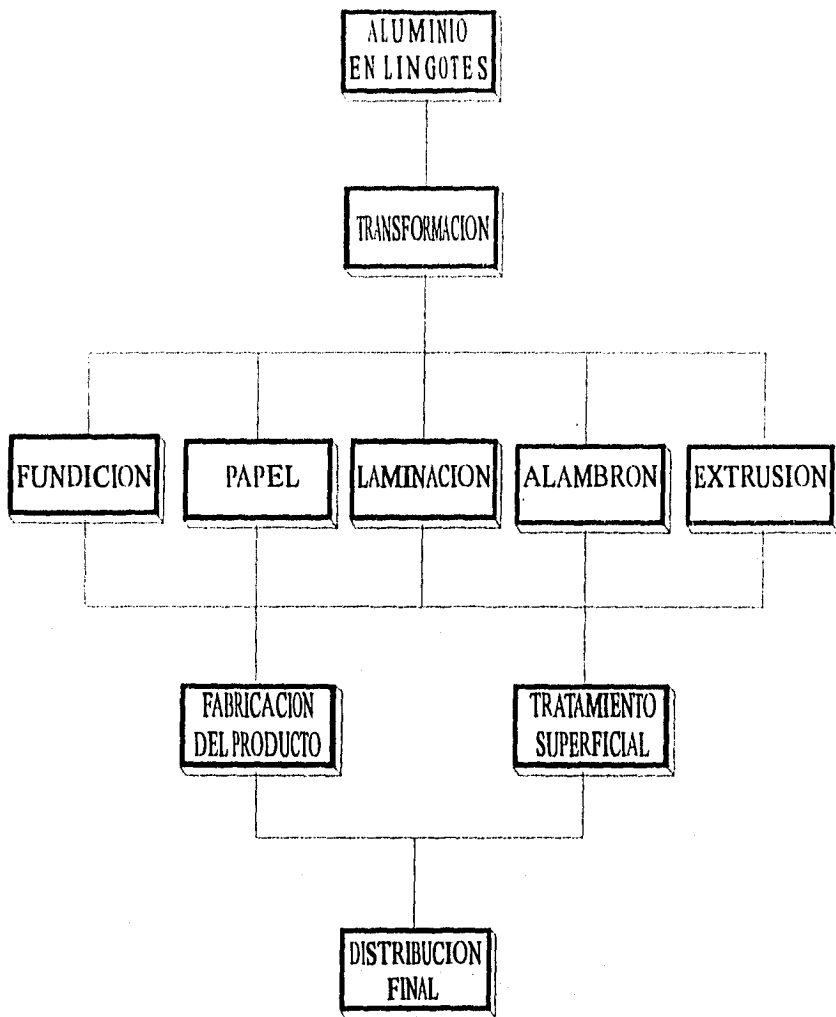 ALUMINIO
EN LINGOTES
TRANSFORMACION
FUNDICION
PAPEL
LAMINACION
ALAMBRON
EXTRUSION
FABRICACION
DEL PRODUCTO
TRATAMIENTO
SUPERFICIAL
DISTRIBUCION
FINAL